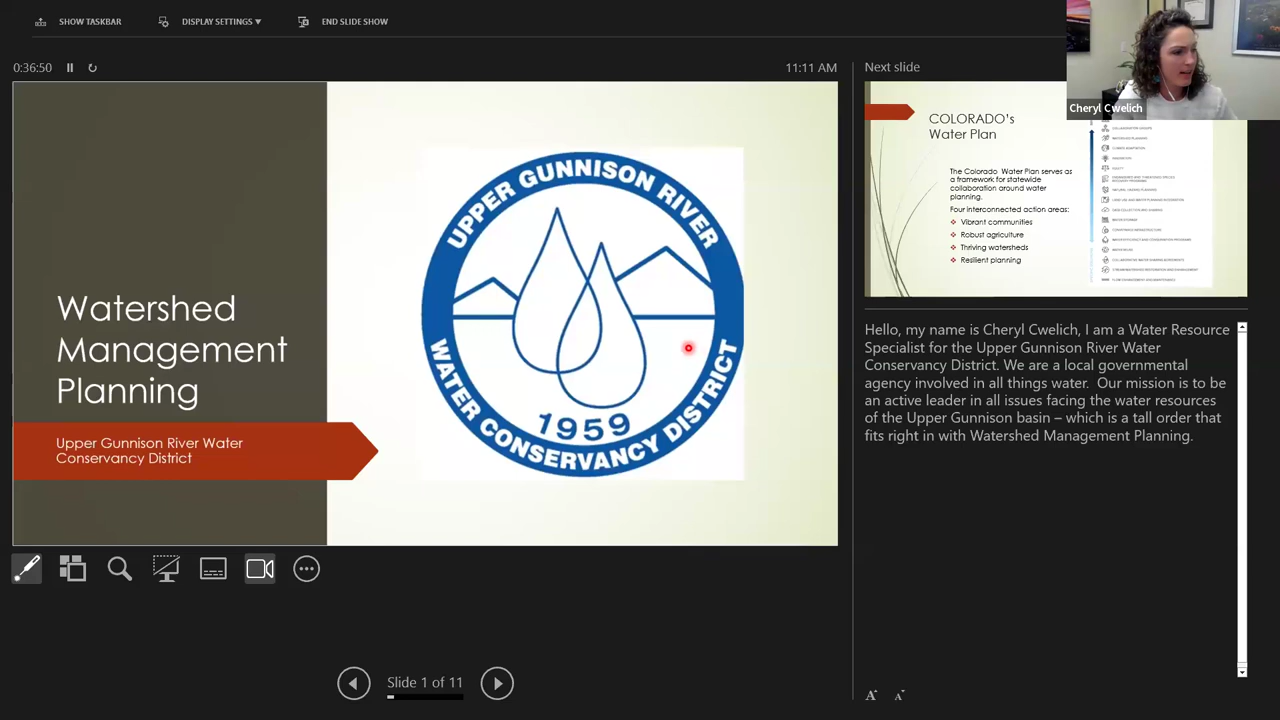 SHOW TASKBAR
DISPLAY SETTINGS
END SLIDE SHOW
0:36:50
11:11 AM
Watershed
Management
Planning
Upper Gunnison River Water
Conservancy District
UPPER GUNNISON RIVER
WATER CONSERVANCY DISTRICT
1959
Next slide
Cheryl Cwelich
COLORADO's
Water Plan
The Colorado Water Plan serves as
a framework for statewide
collaboration around water
planning.
Four interconnected action areas:
Vibrant communities
Robust agriculture
Thriving watersheds
Resilient planning
Hello, my name is Cheryl Cwelich, I am a Water Resource
Specialist for the Upper Gunnison River Water
Conservancy District. We are a local governmental
agency involved in all things water. Our mission is to be
an active leader in all issues facing the water resources
of the Upper Gunnison basin – which is a tall order that
fits right in with Watershed Management Planning.
Slide 1 of 11
A
A